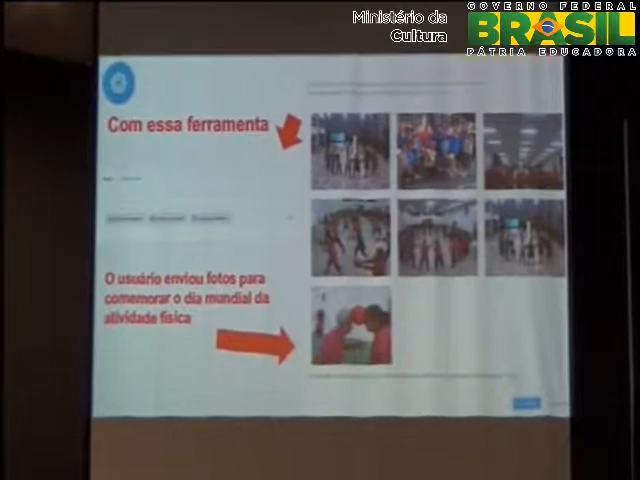 Ministério da
Cultura
GOVERNO FEDERAL
BRASIL
PÁTRIA EDUCADORA
Com essa ferramenta
O usuário enviou fotos para
comemorar o dia mundial da
atividade física